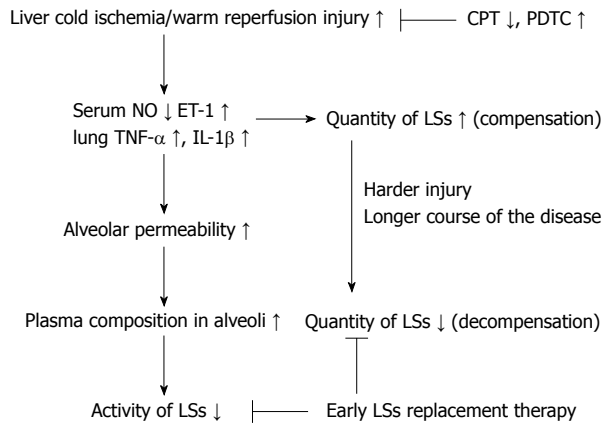 Liver cold ischemia/warm reperfusion injury ↑
CPT ↓, PDTC ↑
Serum NO ↓ ET-1 ↑
lung TNF-α ↑, IL-1β ↑
Quantity of LSs ↑ (compensation)
Harder injury
Longer course of the disease
Alveolar permeability ↑
Plasma composition in alveoli ↑
Quantity of LSs ↓ (decompensation)
Activity of LSs ↓
Early LSs replacement therapy